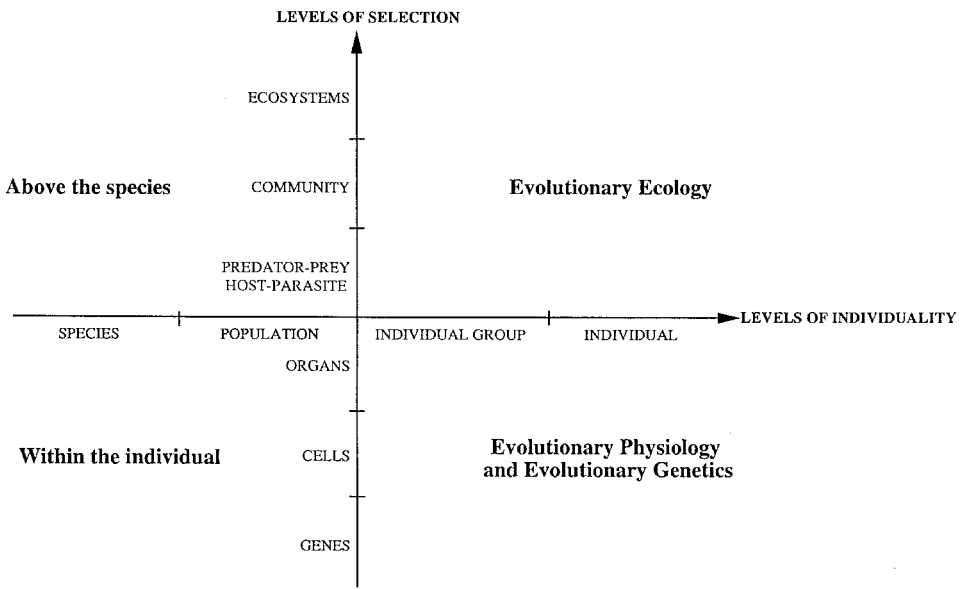 LEVELS OF SELECTION
ECOSYSTEMS
Above the species
COMMUNITY
Evolutionary Ecology
PREDATOR-PREY
HOST-PARASITE
LEVELS OF INDIVIDUALITY
SPECIES
POPULATION
INDIVIDUAL GROUP
INDIVIDUAL
ORGANS
Within the individual
CELLS
Evolutionary Physiology
and Evolutionary Genetics
GENES